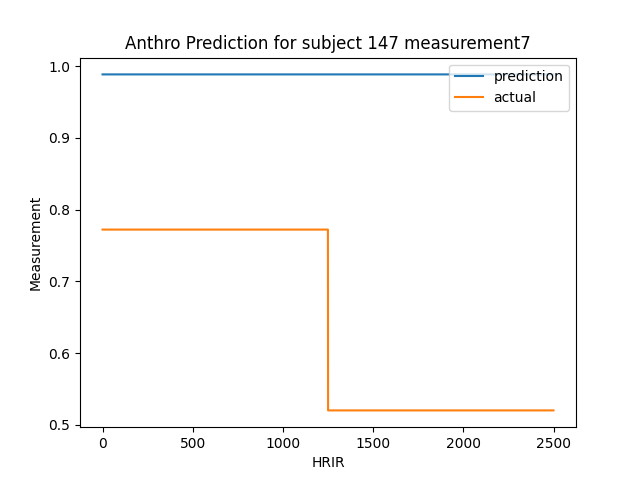 Anthro Prediction for subject 147 measurement7
prediction
actual
Measurement
1.0
0.9
0.8
0.7
0.6
0.5
0
500
1000
1500
2000
2500
HRIR